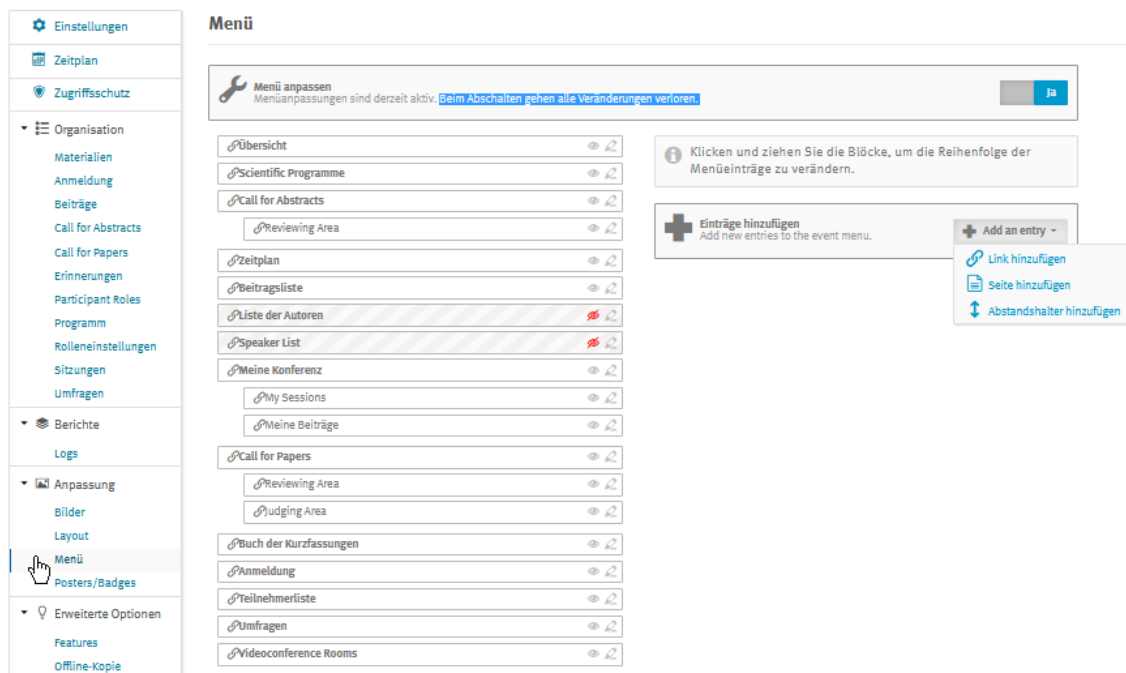 Einstellungen
Zeitplan
Zugriffsschutz
Organisation
Materialien
Anmeldung
Beiträge
Call for Abstracts
Call for Papers
Erinnerungen
Participant Roles
Programm
Rolleneinstellungen
Sitzungen
Umfragen
Berichte
Logs
Anpassung
Bilder
Layout
Menü
Posters/Badges
Erweiterte Optionen
Features
Offline-Kopie
Menü
Menü anpassen
Menüanpassungen sind derzeit aktiv. Beim Abschalten gehen alle Veränderungen verloren.
Ja
Übersicht
Scientific Programme
Call for Abstracts
Reviewing Area
Zeitplan
Beitragsliste
Liste der Autoren
Speaker List
Meine Konferenz
My Sessions
Meine Beiträge
Call for Papers
Reviewing Area
Judging Area
Buch der Kurzfassungen
Anmeldung
Teilnehmerliste
Umfragen
Videoconference Rooms
Klicken und ziehen Sie die Blöcke, um die Reihenfolge der
Menüeinträge zu verändern.
Einträge hinzufügen
Add new entries to the event menu.
Add an entry
Link hinzufügen
Seite hinzufügen
Abstandshalter hinzufügen